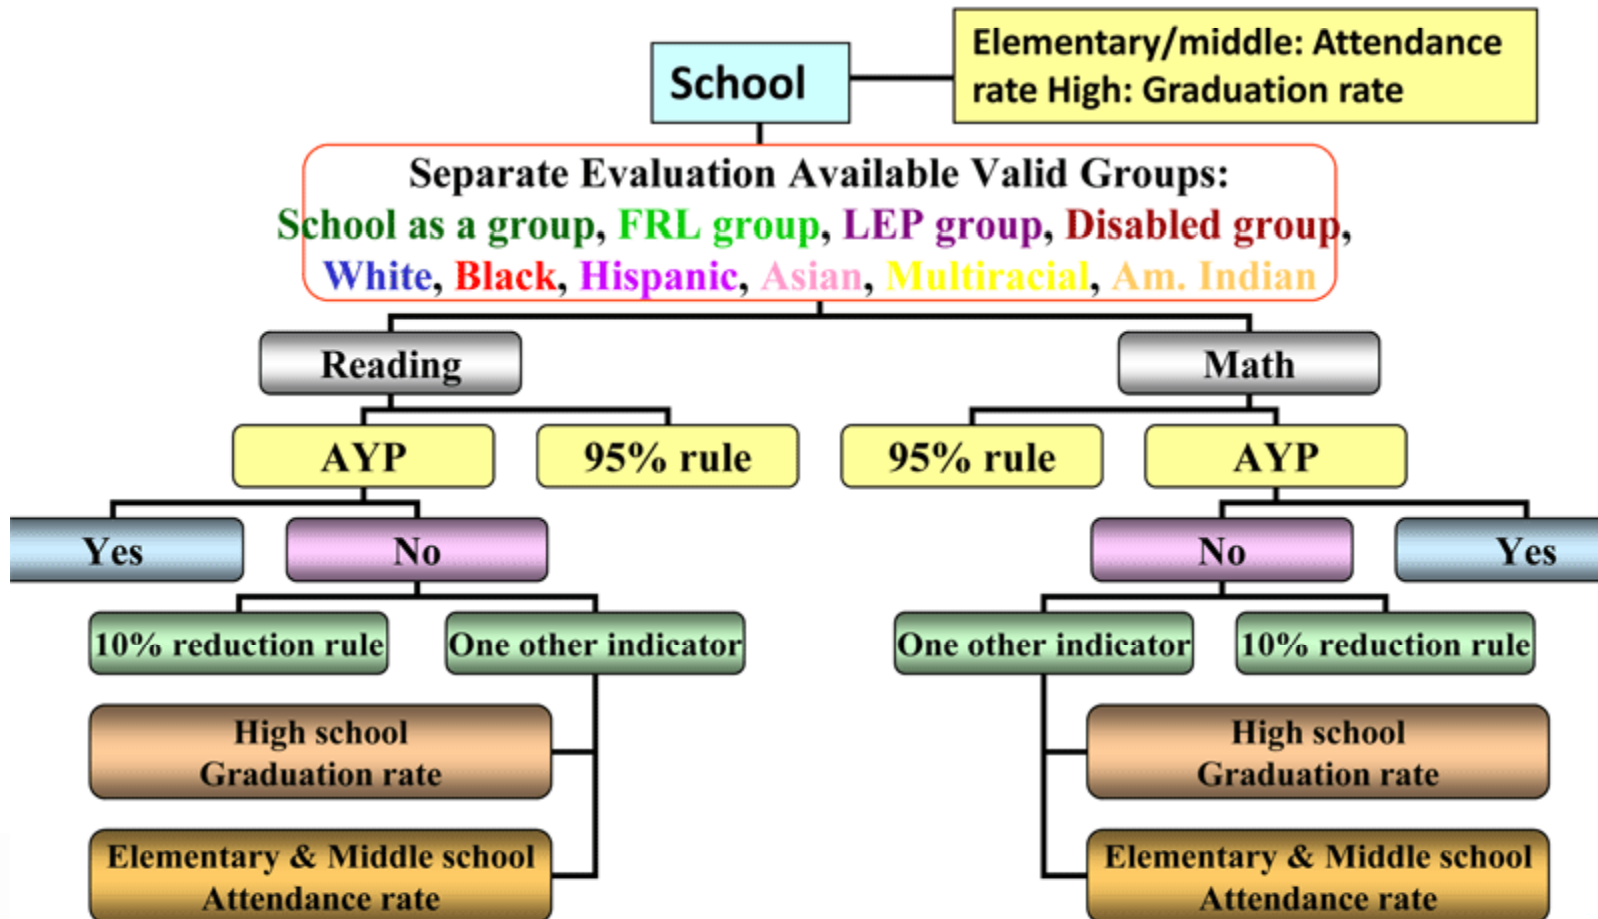 School
Elementary/middle: Attendance
rate High: Graduation rate
Separate Evaluation Available Valid Groups:
School as a group, FRL group, LEP group, Disabled group,
White, Black, Hispanic, Asian, Multiracial, Am. Indian
Reading
Math
AYP
95% rule
95% rule
AYP
Yes
No
No
Yes
10% reduction rule
One other indicator
One other indicator
10% reduction rule
High school
Graduation rate
High school
Graduation rate
Elementary & Middle school
Attendance rate
Elementary & Middle school
Attendance rate